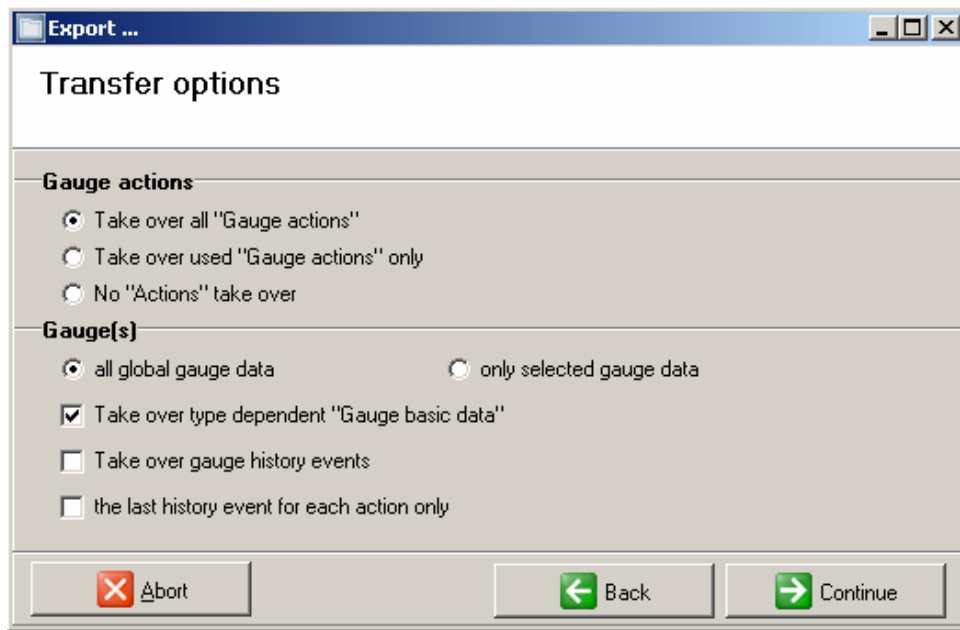 Export ...
Transfer options
Gauge actions
Take over all "Gauge actions"
Take over used "Gauge actions" only
No "Actions" take over
Gauge(s)
all global gauge data only selected gauge data
Take over type dependent "Gauge basic data"
Take over gauge history events
the last history event for each action only
Abort Back Continue